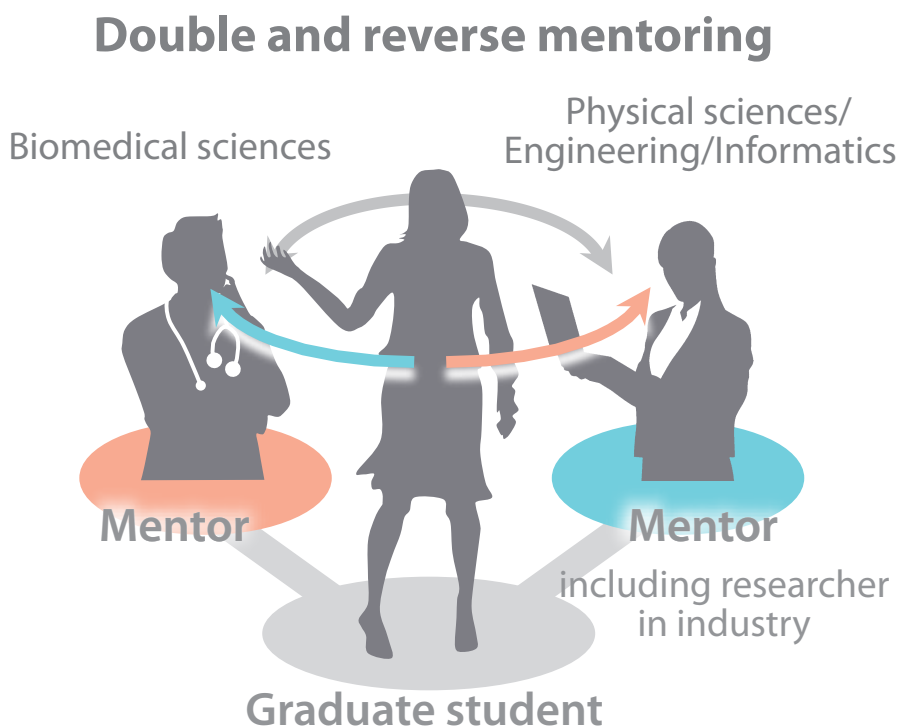 Double and reverse mentoring
Biomedical sciences
Physical sciences/
Engineering/Informatics
Mentor
Mentor
including researcher
in industry
Graduate student